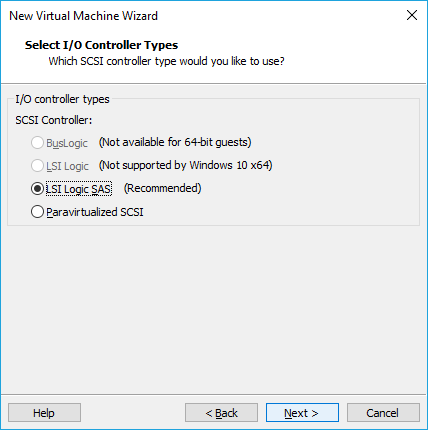 New Virtual Machine Wizard
Select I/O Controller Types
Which SCSI controller type would you like to use?
I/O controller types
SCSI Controller:
BusLogic (Not available for 64-bit guests)
LSI Logic (Not supported by Windows 10 x64)
LSI Logic SAS (Recommended)
Paravirtualized SCSI
Help < Back Next > Cancel